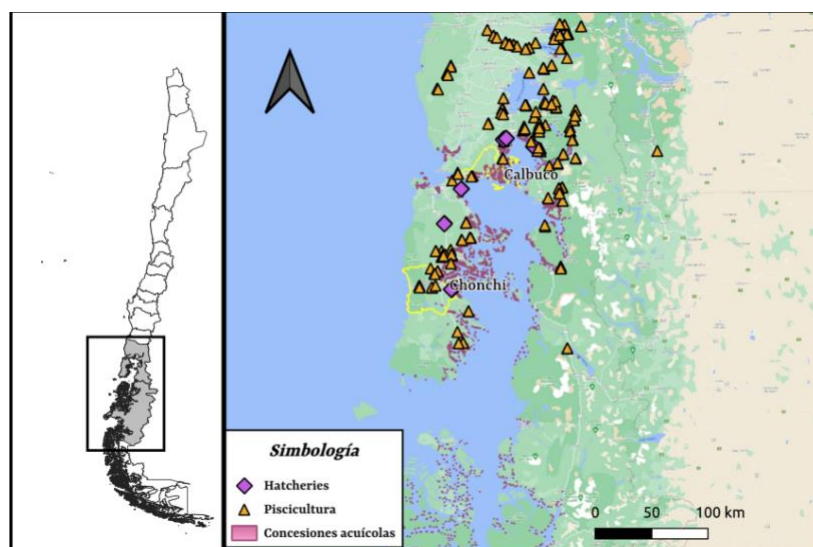 Calbuco
Chonchi
Simbología
Hatcheries
Piscicultura
Concesiones acuícolas
0 50 100 km